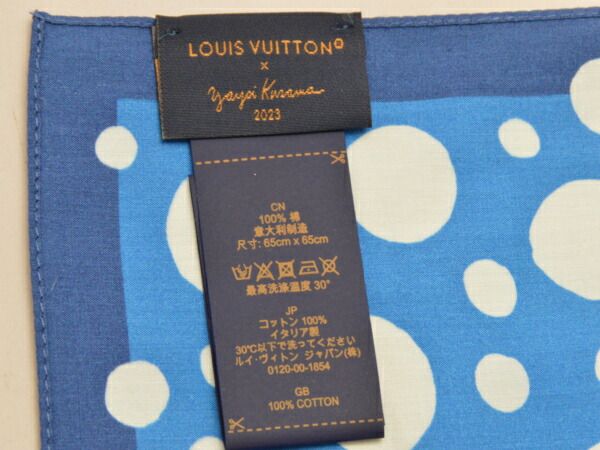 LOUIS VUITTON
×
Yayoi Kusama
2023
CN
100% 棉
意大利制造
尺寸: 65cm x 65cm
最高洗涤温度 30°
JP
コットン 100%
イタリア製
30℃以下で洗ってください
ルイ・ヴィトン ジャパン(株)
0120-00-1854
GB
100% COTTON